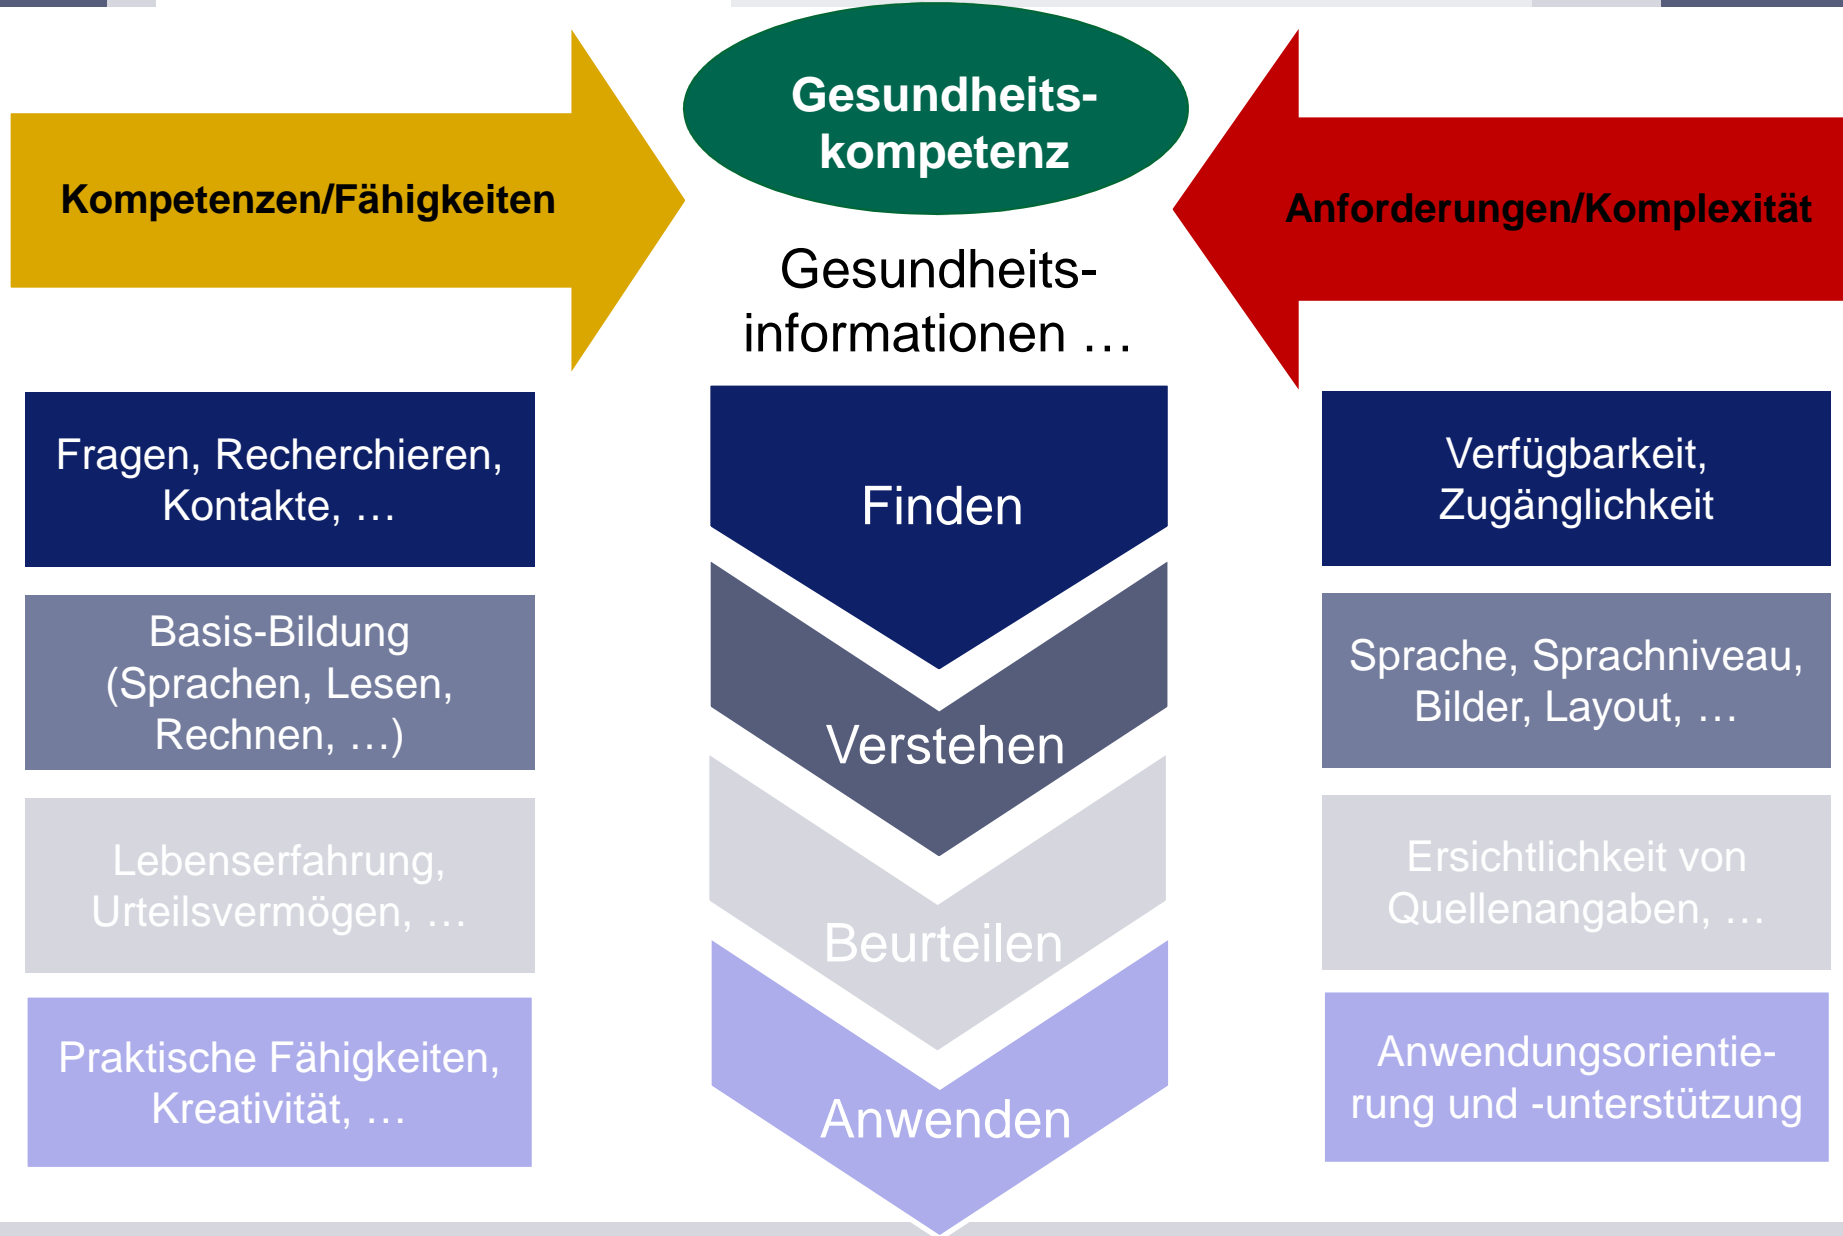 Gesundheits-
kompetenz
Kompetenzen/Fähigkeiten
Anforderungen/Komplexität
Gesundheits-
informationen …
Fragen, Recherchieren,
Kontakte, …
Finden
Verfügbarkeit,
Zugänglichkeit
Basis-Bildung
(Sprachen, Lesen,
Rechnen, …)
Verstehen
Sprache, Sprachniveau,
Bilder, Layout, …
Lebenserfahrung,
Urteilsvermögen, …
Beurteilen
Ersichtlichkeit von
Quellenangaben, …
Praktische Fähigkeiten,
Kreativität, …
Anwenden
Anwendungsorientie-
rung und -unterstützung